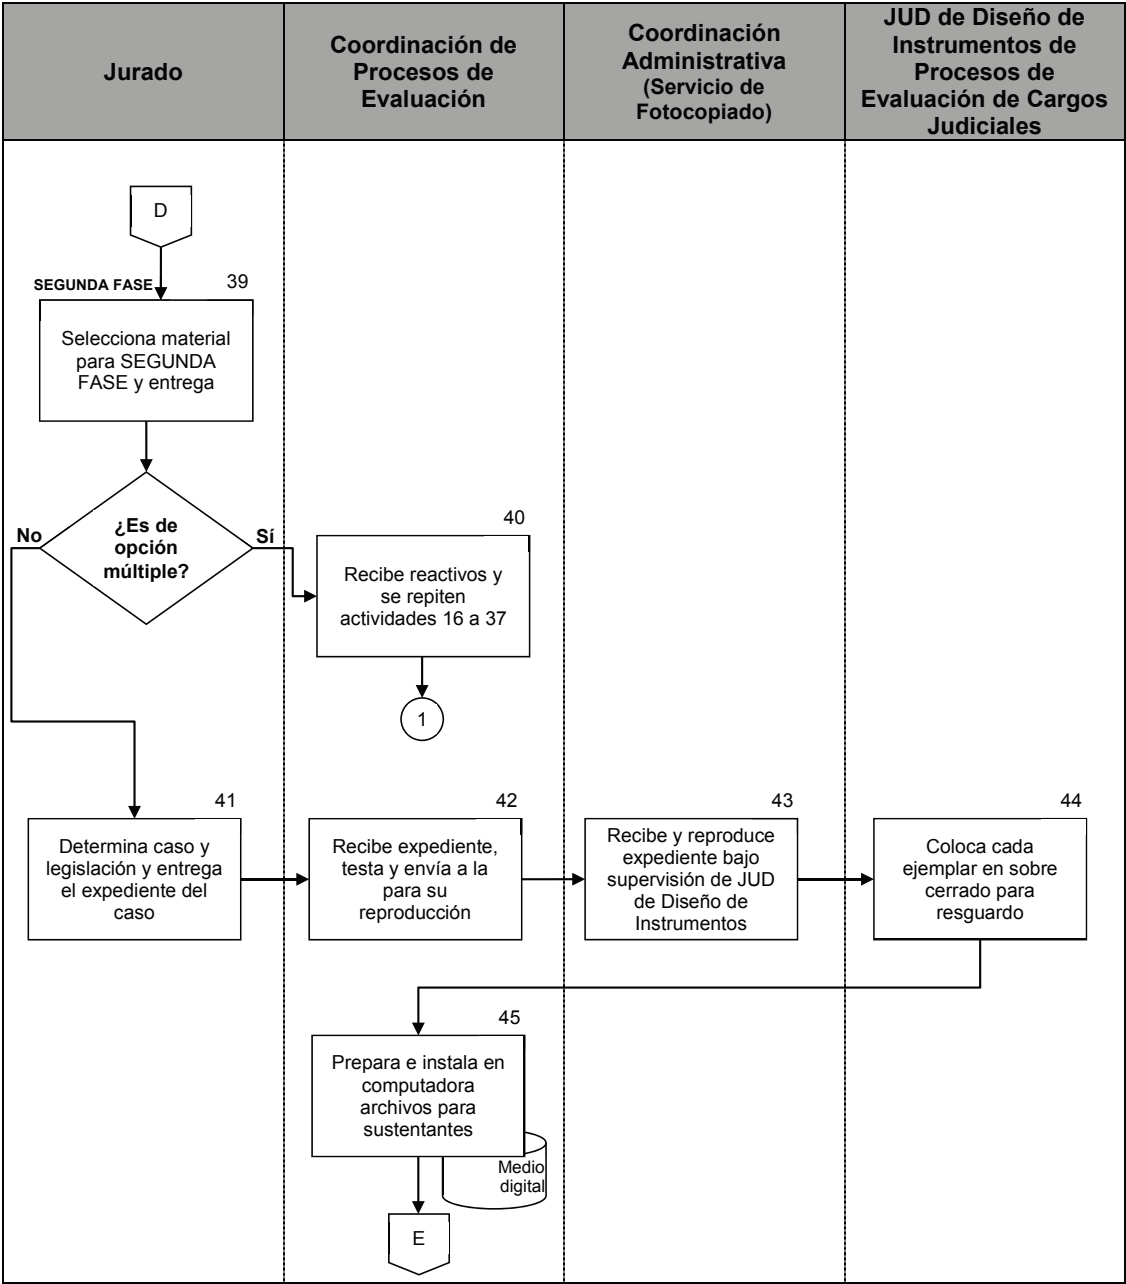 Jurado
Coordinación de
Procesos de
Evaluación
Coordinación
Administrativa
(Servicio de
Fotocopiado)
JUD de Diseño de
Instrumentos de
Procesos de
Evaluación de Cargos
Judiciales
D
SEGUNDA FASE
39
Selecciona material
para SEGUNDA
FASE y entrega
¿Es de
opción
múltiple?
No
Sí
40
Recibe reactivos y
se repiten
actividades 16 a 37
1
41
Determina caso y
legislación y entrega
el expediente del
caso
42
Recibe expediente,
testa y envía a la
para su
reproducción
43
Recibe y reproduce
expediente bajo
supervisión de JUD
de Diseño de
Instrumentos
44
Coloca cada
ejemplar en sobre
cerrado para
resguardo
45
Prepara e instala en
computadora
archivos para
sustentantes
Medio
digital
E